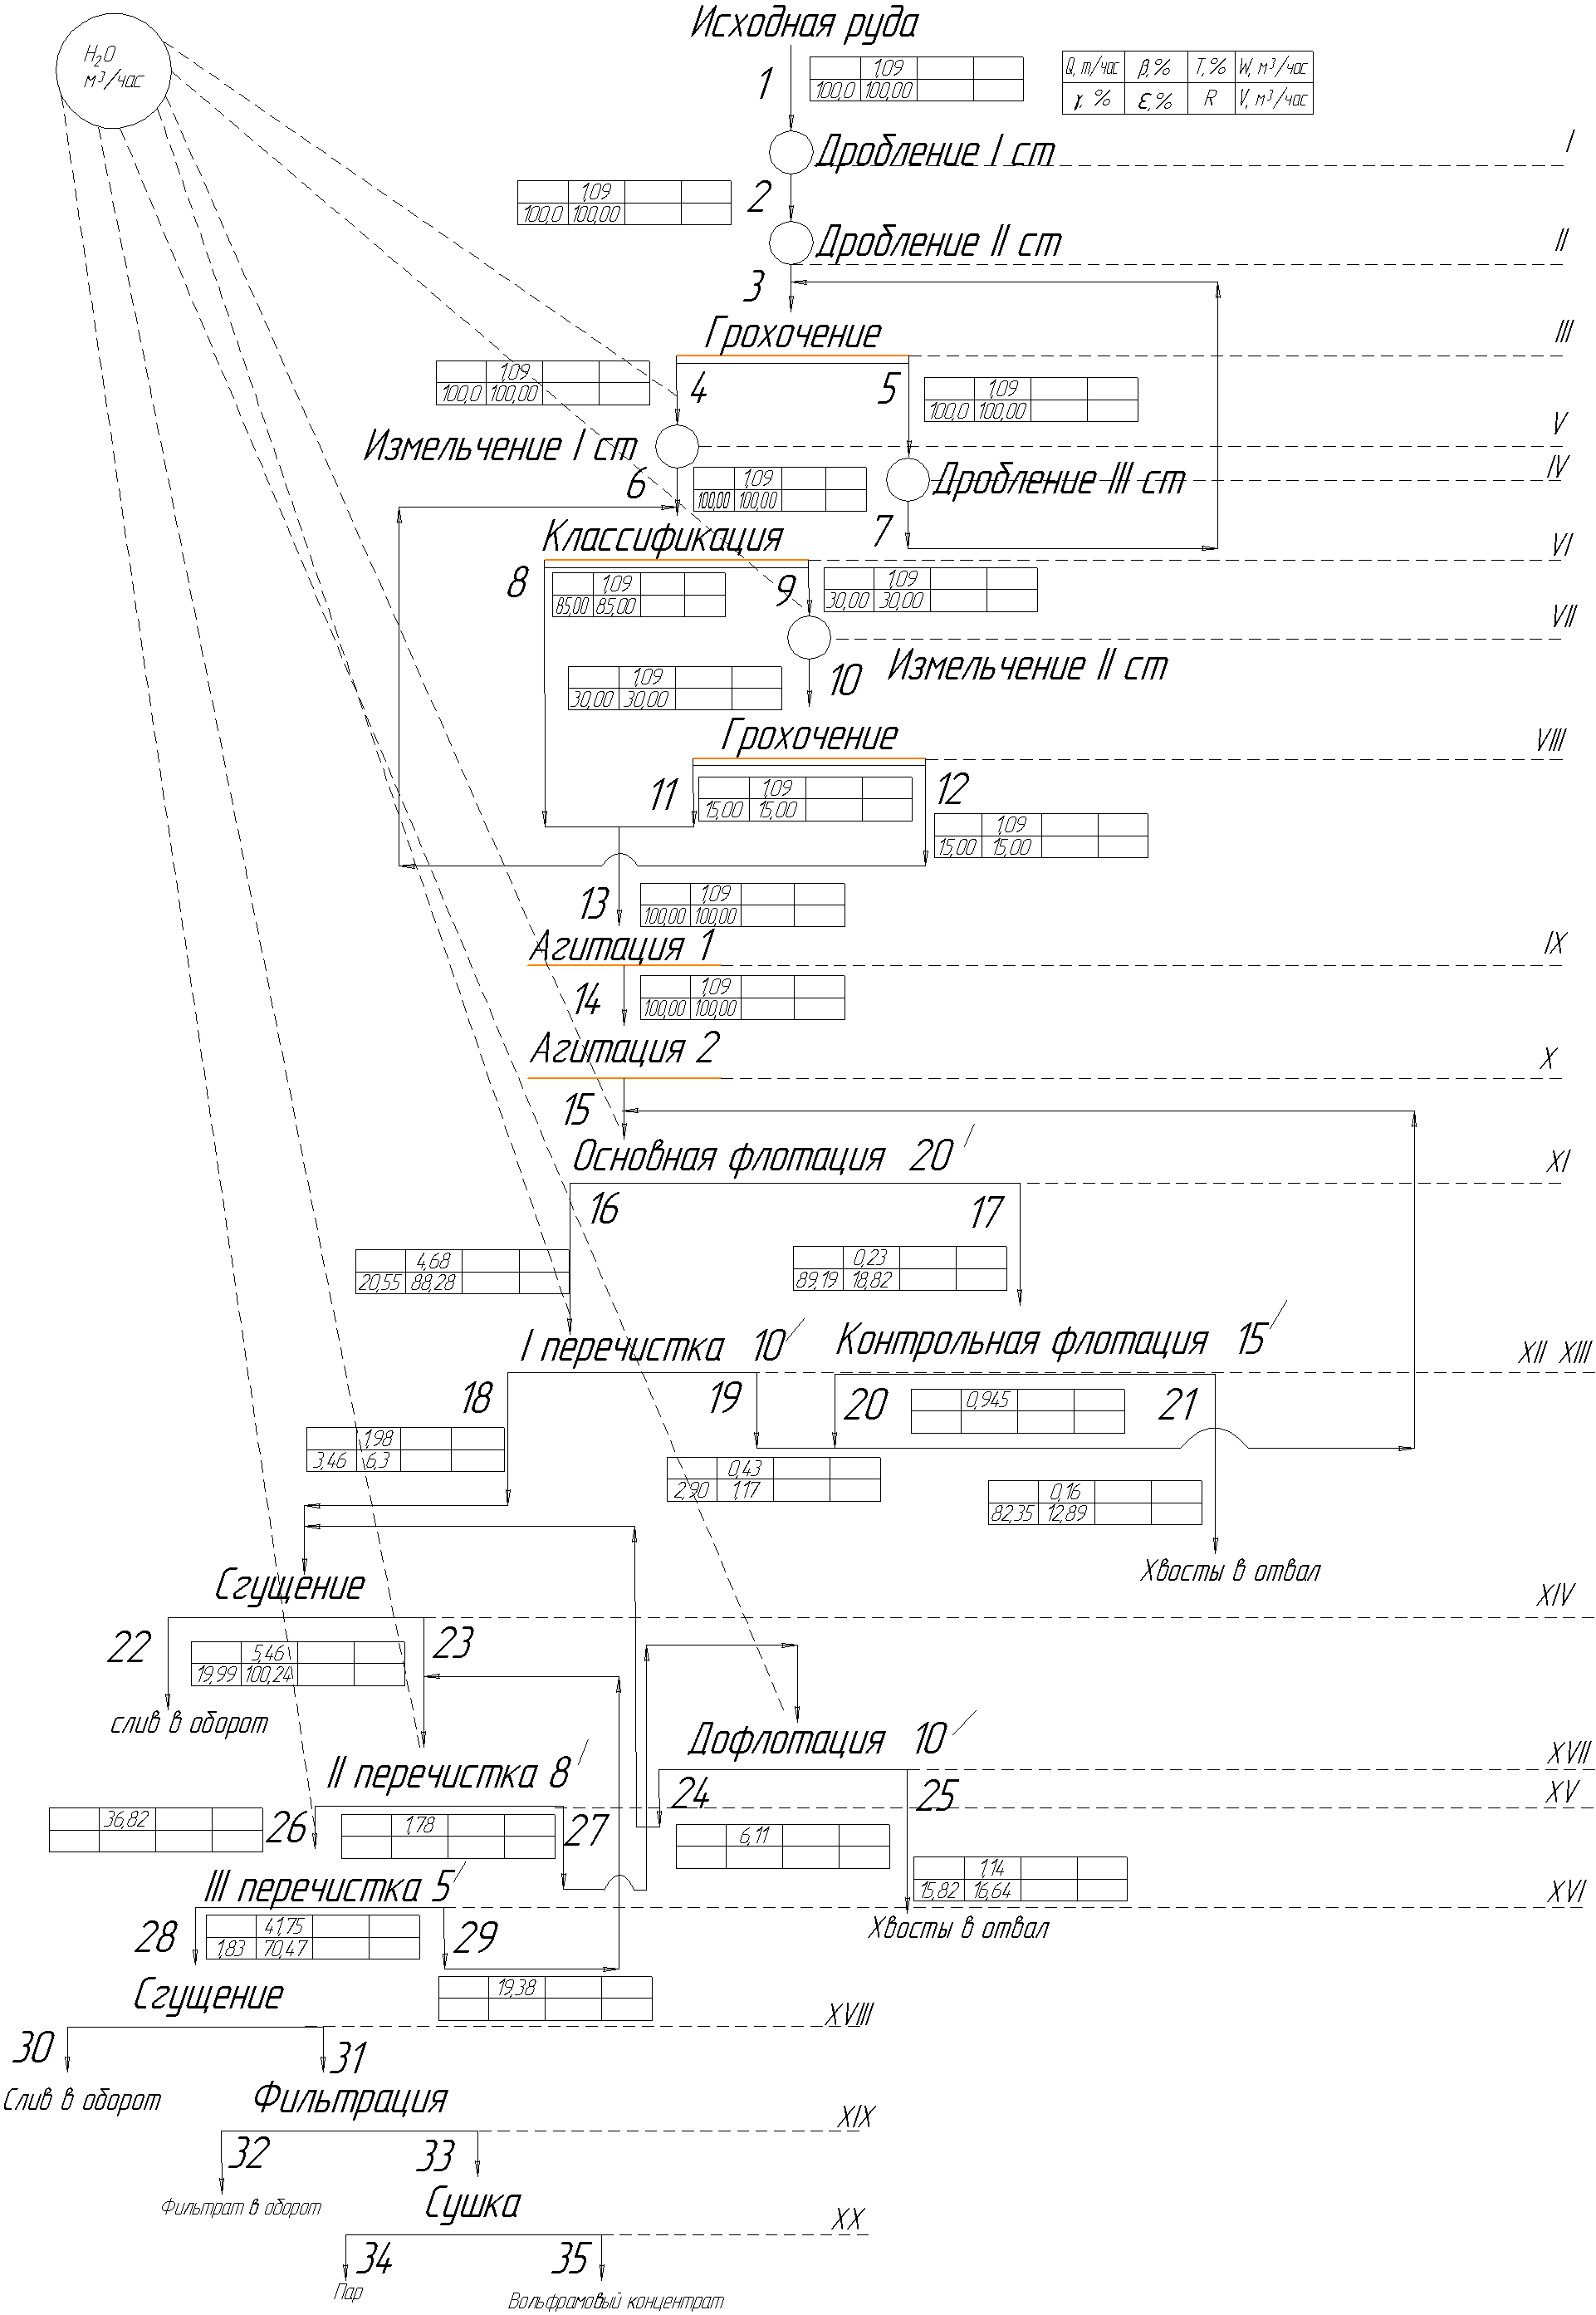 Исходная руда
H₂O
м³/час
1
1,09
100,0 100,00
Q, т/час β,% T,% W, м³/час
γ, % ε,% R V, м³/час
Дробление I ст
I
2
1,09
100,0 100,00
Дробление II ст
II
3
Грохочение
III
4
1,09
100,0 100,00
5
1,09
100,0 100,00
Измельчение I ст
V
6
1,09
100,00 100,00
Дробление III ст
IV
7
Классификация
VI
8
1,09
85,00 85,00
9
1,09
30,00 30,00
VII
Измельчение II ст
10
1,09
30,00 30,00
Грохочение
VIII
11
1,09
15,00 15,00
12
1,09
15,00 15,00
13
1,09
100,00 100,00
Агитация 1
IX
14
1,09
100,00 100,00
Агитация 2
X
15
Основная флотация 20′
XI
16
4,68
20,55 88,28
17
0,23
89,19 18,82
I перечистка 10′
Контрольная флотация 15′
XII XIII
18
1,98
3,46 6,3
19
0,43
2,90 1,17
20
0,945
21
0,16
82,35 12,89
Хвосты в отвал
Сгущение
XIV
22
5,46
19,99 100,24
23
слив в оборот
Дофлотация 10′
XVII
II перечистка 8′
XV
24
6,11
25
1,14
15,82 16,64
Хвосты в отвал
26
36,82
27
1,78
III перечистка 5′
XVI
28
41,75
1,83 70,47
29
19,38
Сгущение
XVIII
30
31
Слив в оборот
Фильтрация
XIX
32
33
Фильтрат в оборот
Сушка
XX
34
35
Пар
Вольфрамовый концентрат